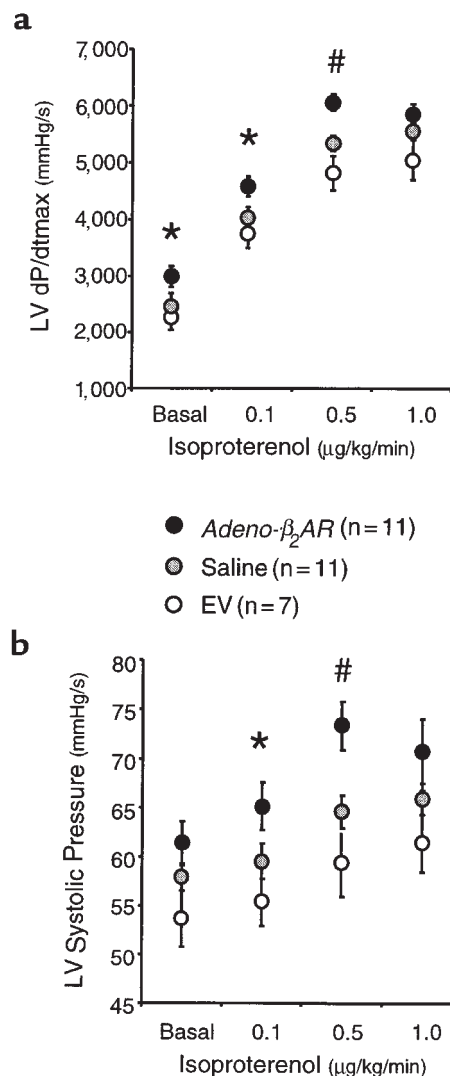 a
#
7,000
6,000
5,000
4,000
3,000
2,000
1,000
*
*
LV dP/dtmax (mmHg/s)
Basal 0.1 0.5 1.0
Isoproterenol (μg/kg/min)
Adeno-β2AR (n=11)
Saline (n=11)
EV (n=7)
b
#
80
75
70
65
60
55
50
45
*
LV Systolic Pressure (mmHg/s)
Basal 0.1 0.5 1.0
Isoproterenol (μg/kg/min)